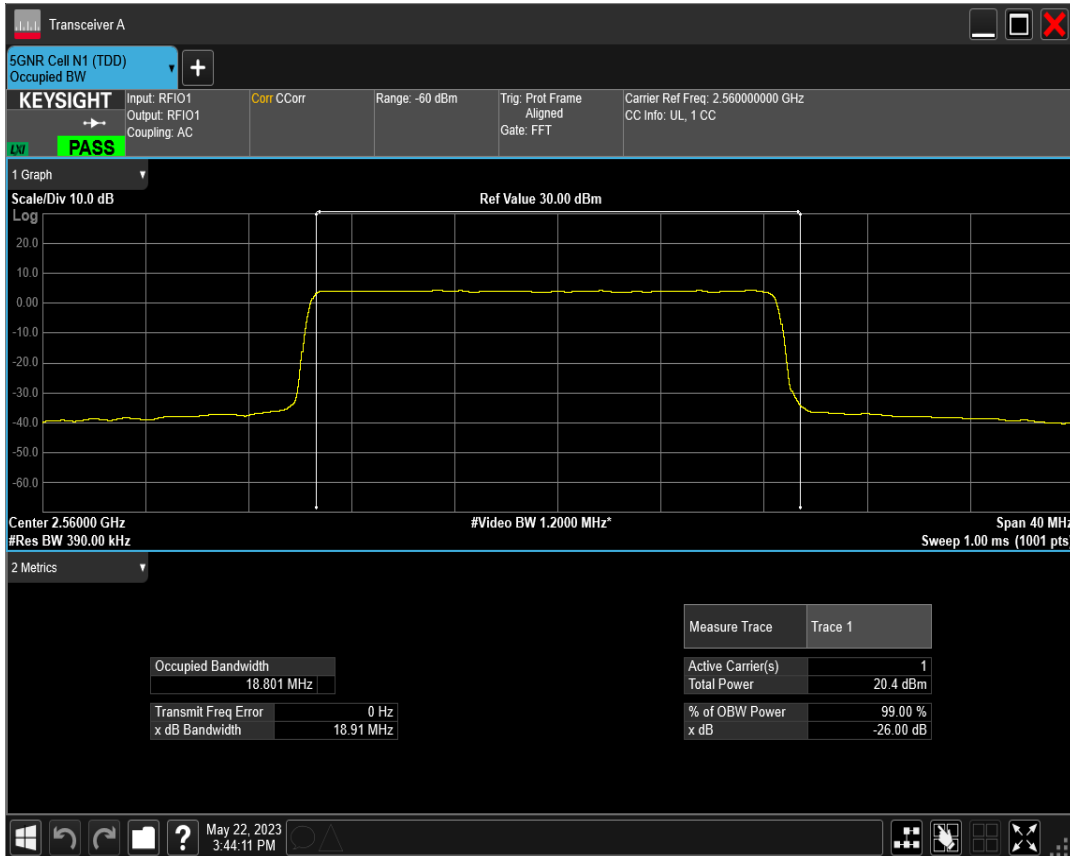 Transceiver A
5GNR Cell N1 (TDD)
Occupied BW
+
KEYSIGHT
LXI
PASS
Input: RFIO1
Output: RFIO1
Coupling: AC
Corr CCorr
Range: -60 dBm
Trig: Prot Frame
Aligned
Gate: FFT
Carrier Ref Freq: 2.560000000 GHz
CC Info: UL, 1 CC
1 Graph
Scale/Div 10.0 dB
Ref Value 30.00 dBm
Log
20.0
10.0
0.00
-10.0
-20.0
-30.0
-40.0
-50.0
-60.0
Center 2.56000 GHz
#Video BW 1.2000 MHz*
Span 40 MHz
#Res BW 390.00 kHz
Sweep 1.00 ms (1001 pts)
2 Metrics
Measure Trace Trace 1
Occupied Bandwidth
18.801 MHz
Transmit Freq Error 0 Hz
x dB Bandwidth 18.91 MHz
Active Carrier(s) 1
Total Power 20.4 dBm
% of OBW Power 99.00 %
x dB -26.00 dB
?
May 22, 2023
3:44:11 PM